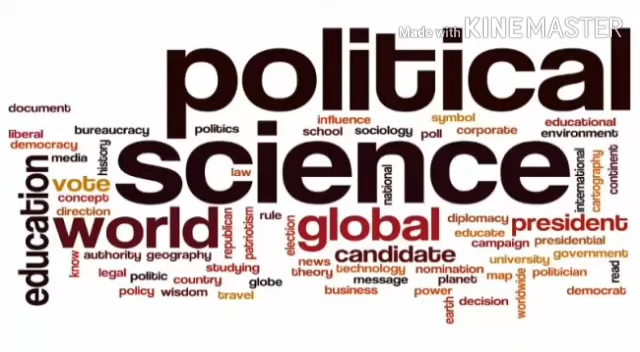 Made with KINEMASTER
political
document
influence
symbol
educational
liberal
bureaucracy
politics
school
sociology
poll
corporate
environment
democracy
media
history
science
law
national
international
cartography
continent
education
vote
concept
direction
world
republican
patriotism
rule
election
global
diplomacy
president
educate
campaign
presidential
know
authority
geography
candidate
government
news
university
legal
politic
studying
theory
technology
nomination
map
politician
read
country
globe
message
planet
worldwide
policy
wisdom
travel
business
power
earth
decision
democrat